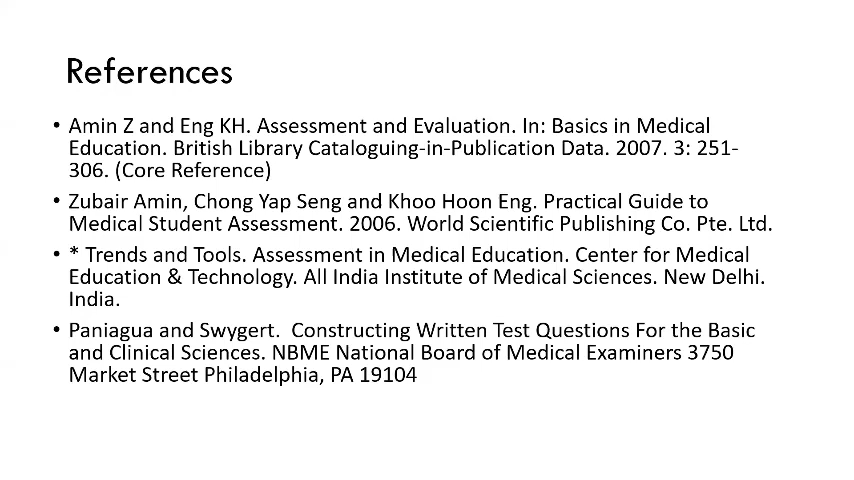 References
• Amin Z and Eng KH. Assessment and Evaluation. In: Basics in Medical
Education. British Library Cataloguing-in-Publication Data. 2007. 3: 251-
306. (Core Reference)
• Zubair Amin, Chong Yap Seng and Khoo Hoon Eng. Practical Guide to
Medical Student Assessment. 2006. World Scientific Publishing Co. Pte. Ltd.
• * Trends and Tools. Assessment in Medical Education. Center for Medical
Education & Technology. All India Institute of Medical Sciences. New Delhi.
India.
• Paniagua and Swygert.  Constructing Written Test Questions For the Basic
and Clinical Sciences. NBME National Board of Medical Examiners 3750
Market Street Philadelphia, PA 19104